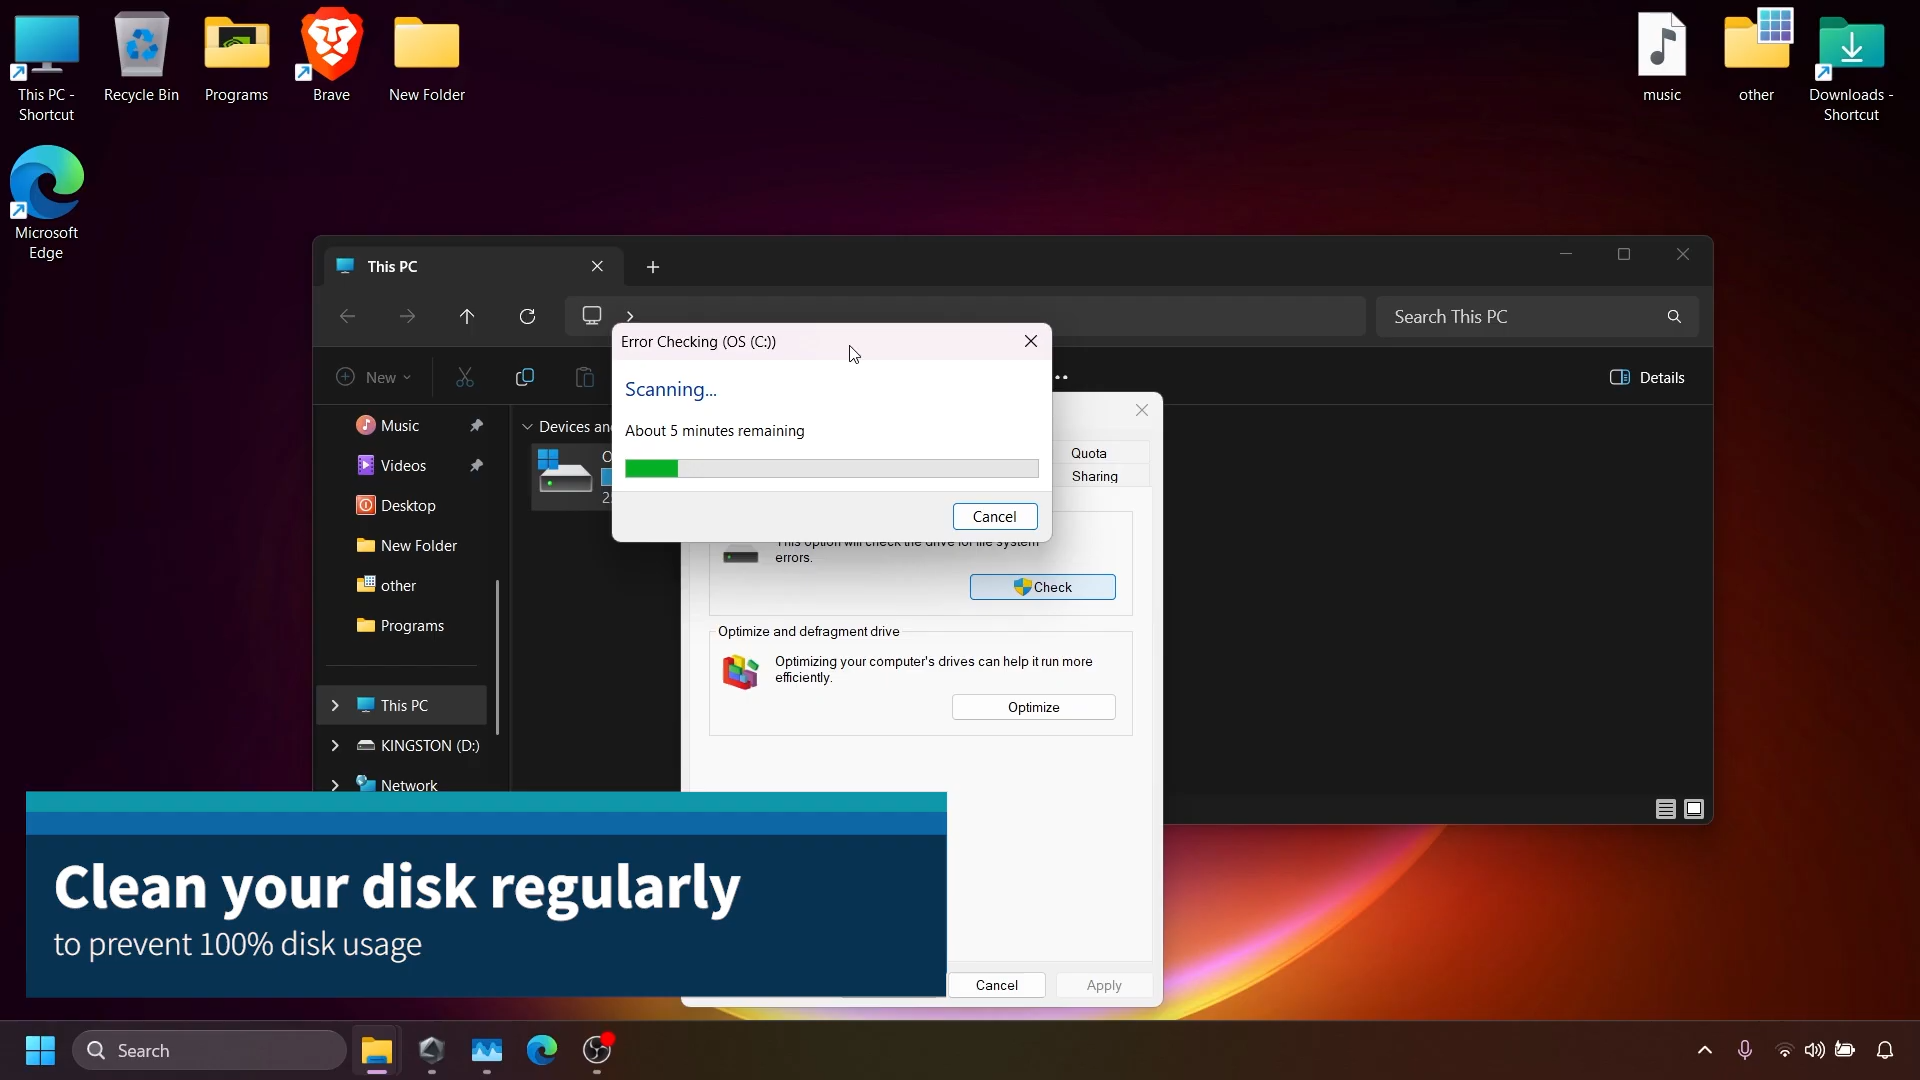 This PC -
Shortcut
Recycle Bin
Programs
Brave
New Folder
music
other
Downloads -
Shortcut
Microsoft
Edge
This PC
Search This PC
New
Details
Error Checking (OS (C:))
Scanning...
About 5 minutes remaining
Cancel
Music
Videos
Desktop
New Folder
other
Programs
This PC
KINGSTON (D:)
Network
Devices an
Quota
Sharing
This option will check the drive for file system
errors.
Check
Optimize and defragment drive
Optimizing your computer's drives can help it run more
efficiently.
Optimize
Cancel
Apply
Clean your disk regularly
to prevent 100% disk usage
Search